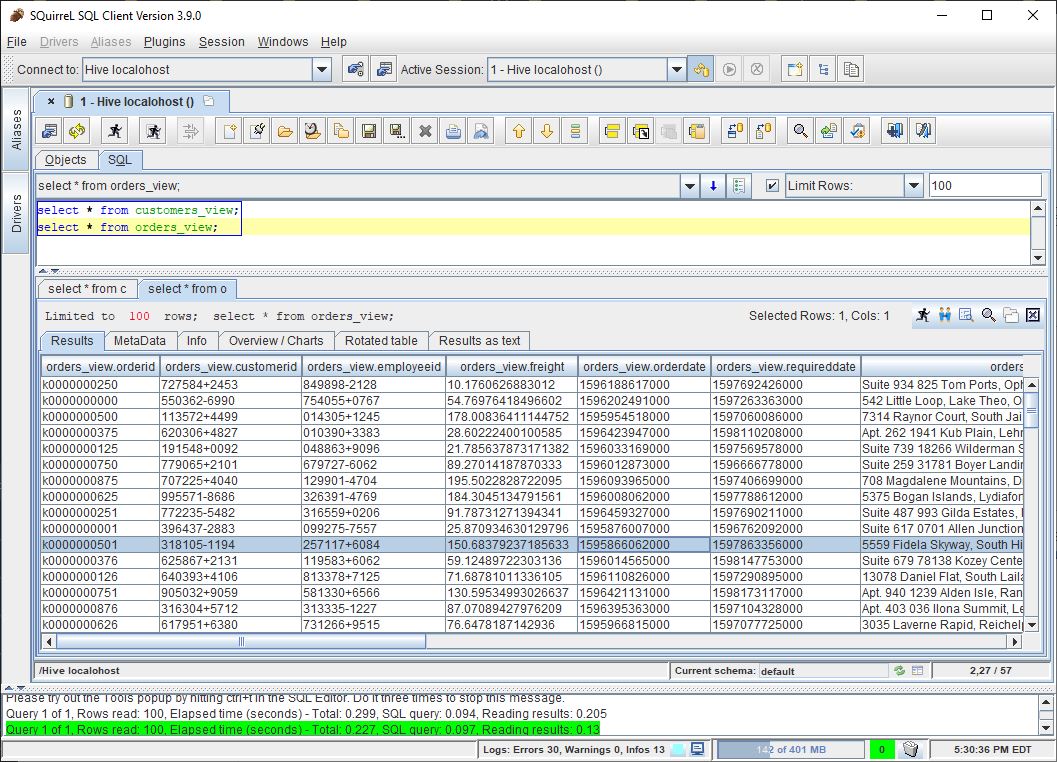 SQuirreL SQL Client Version 3.9.0
File Drivers Aliases Plugins Session Windows Help
Connect to: Hive localohost Active Session: 1 - Hive localohost ()
Aliases
Drivers
1 - Hive localohost ()
Objects SQL
select * from orders_view; Limit Rows: 100
select * from customers_view;
select * from orders_view;
select * from c select * from o
Limited to 100 rows; select * from orders_view; Selected Rows: 1, Cols: 1
Results MetaData Info Overview / Charts Rotated table Results as text
orders_view.orderid orders_view.customerid orders_view.employeeid orders_view.freight orders_view.orderdate orders_view.requireddate orders
k0000000250 727584+2453 849898-2128 10.1760626883012 1596188617000 1597692426000 Suite 934 825 Tom Ports, Oph
k0000000000 550362-6990 754055+0767 54.76976418496602 1596202491000 1597263363000 542 Little Loop, Lake Theo, O
k0000000500 113572+4499 014305+1245 178.00836411144752 1595954518000 1597060086000 7314 Raynor Court, South Jai
k0000000375 620306+4827 010390+3383 28.60222400100585 1596423947000 1598110208000 Apt. 262 1941 Kub Plain, Lehr
k0000000125 191548+0092 048863+9096 21.785637873171382 1596033169000 1597569578000 Suite 739 18266 Wilderman S
k0000000750 779065+2101 679727-6062 89.27014187870333 1596012873000 1596666778000 Suite 259 31781 Boyer Landir
k0000000875 707225+4040 129901-4704 195.5022828722095 1596093965000 1597406699000 708 Magdalene Mountains, D
k0000000625 995571-8686 326391-4769 184.3045134791561 1596008062000 1597788612000 5375 Bogan Islands, Lydiafor
k0000000251 772235-5482 316559+0206 91.78731271394341 1596459327000 1597690211000 Suite 487 993 Gilda Estates, I
k0000000001 396437-2883 099275-7557 25.870934630129796 1595876007000 1596762092000 Suite 617 0701 Allen Junction
k0000000501 318105-1194 257117+6084 150.68379237185633 1595866062000 1597863356000 5559 Fidela Skyway, South Hi
k0000000376 625867+2131 119583+6062 59.12489722303136 1596014565000 1598147753000 Suite 679 78138 Kozey Cente
k0000000126 640393+4106 813378+7125 71.68781011336105 1596110826000 1597290895000 13078 Daniel Flat, South Laila
k0000000751 905032+9059 581330+6566 130.59534993026637 1596421131000 1598173117000 Apt. 940 1239 Alden Isle, Ran
k0000000876 316304+5712 313335-1227 87.07089427976209 1596395363000 1597104328000 Apt. 403 036 Ilona Summit, Le
k0000000626 617951+6380 731266+9515 76.6478187142936 1595966815000 1597077725000 3035 Laverne Rapid, Reichelp
/Hive localohost Current schema: default 2,27 / 57
Please try out the Tools popup by hitting ctrl+t in the SQL Editor. Do it three times to stop this message.
Query 1 of 1, Rows read: 100, Elapsed time (seconds) - Total: 0.299, SQL query: 0.094, Reading results: 0.205
Query 1 of 1, Rows read: 100, Elapsed time (seconds) - Total: 0.227, SQL query: 0.097, Reading results: 0.13
Logs: Errors 30, Warnings 0, Infos 13 142 of 401 MB 0 5:30:36 PM EDT